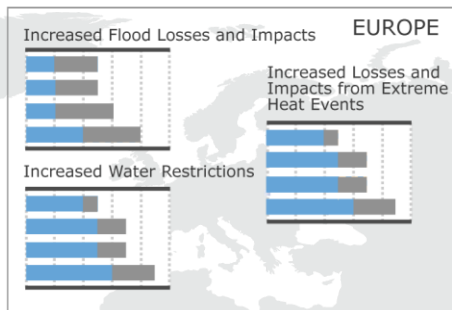 EUROPE
Increased Flood Losses and Impacts
Increased Losses and
Impacts from Extreme
Heat Events
Increased Water Restrictions